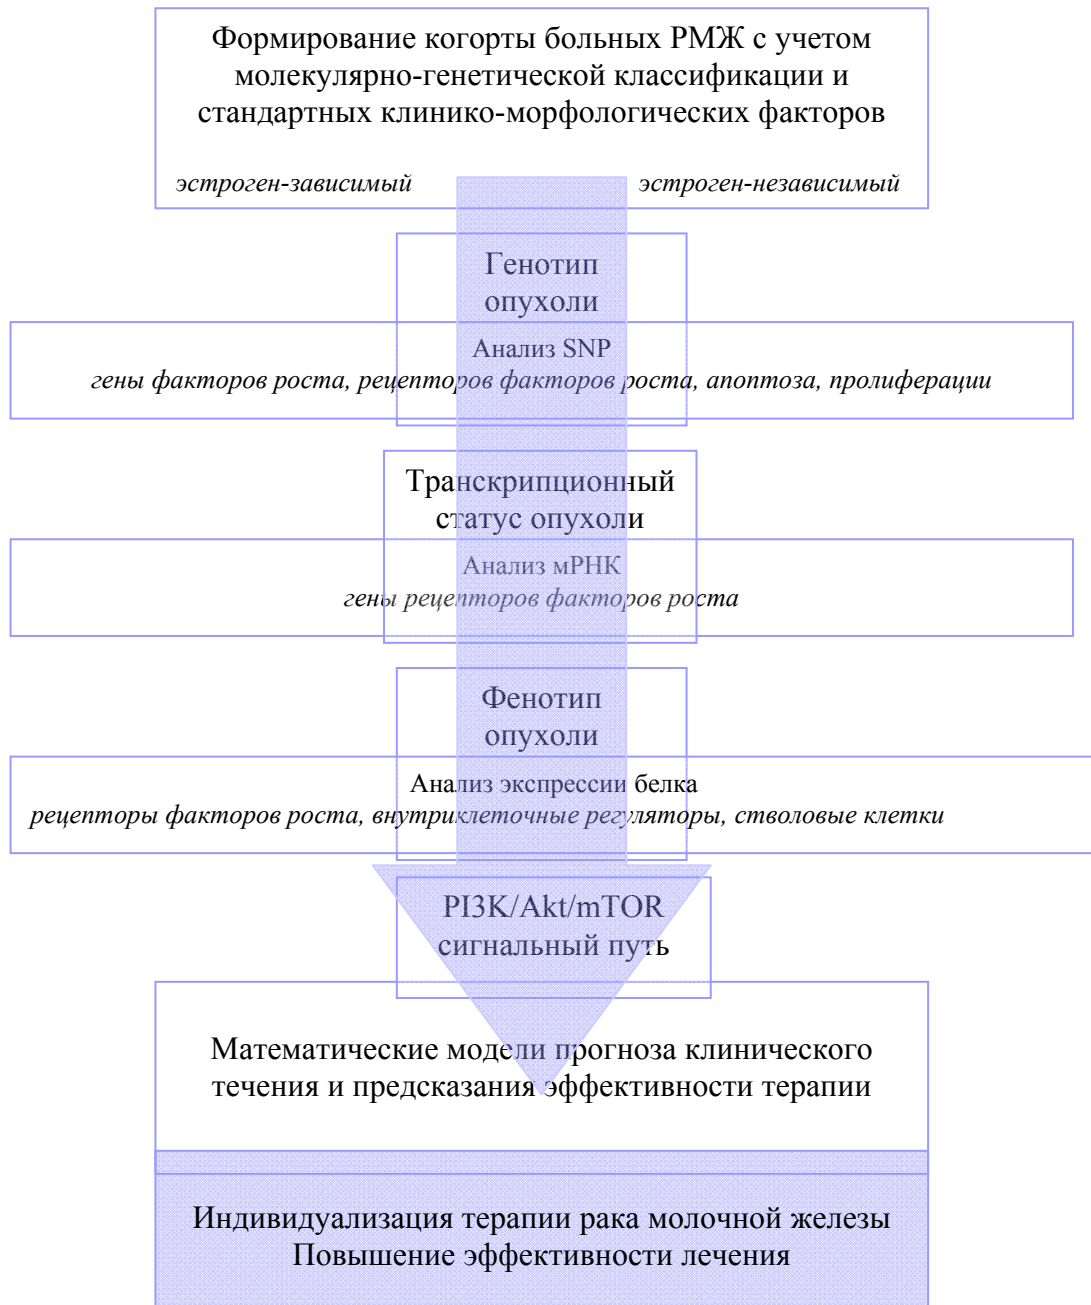 Формирование когорты больных РМЖ с учетом
молекулярно-генетической классификации и
стандартных клинико-морфологических факторов
эстроген-зависимый эстроген-независимый
Генотип
опухоли
Анализ SNP
гены факторов роста, рецепторов факторов роста, апоптоза, пролиферации
Транскрипционный
статус опухоли
Анализ мРНК
гены рецепторов факторов роста
Фенотип
опухоли
Анализ экспрессии белка
рецепторы факторов роста, внутриклеточные регуляторы, стволовые клетки
PI3K/Akt/mTOR
сигнальный путь
Математические модели прогноза клинического
течения и предсказания эффективности терапии
Индивидуализация терапии рака молочной железы
Повышение эффективности лечения